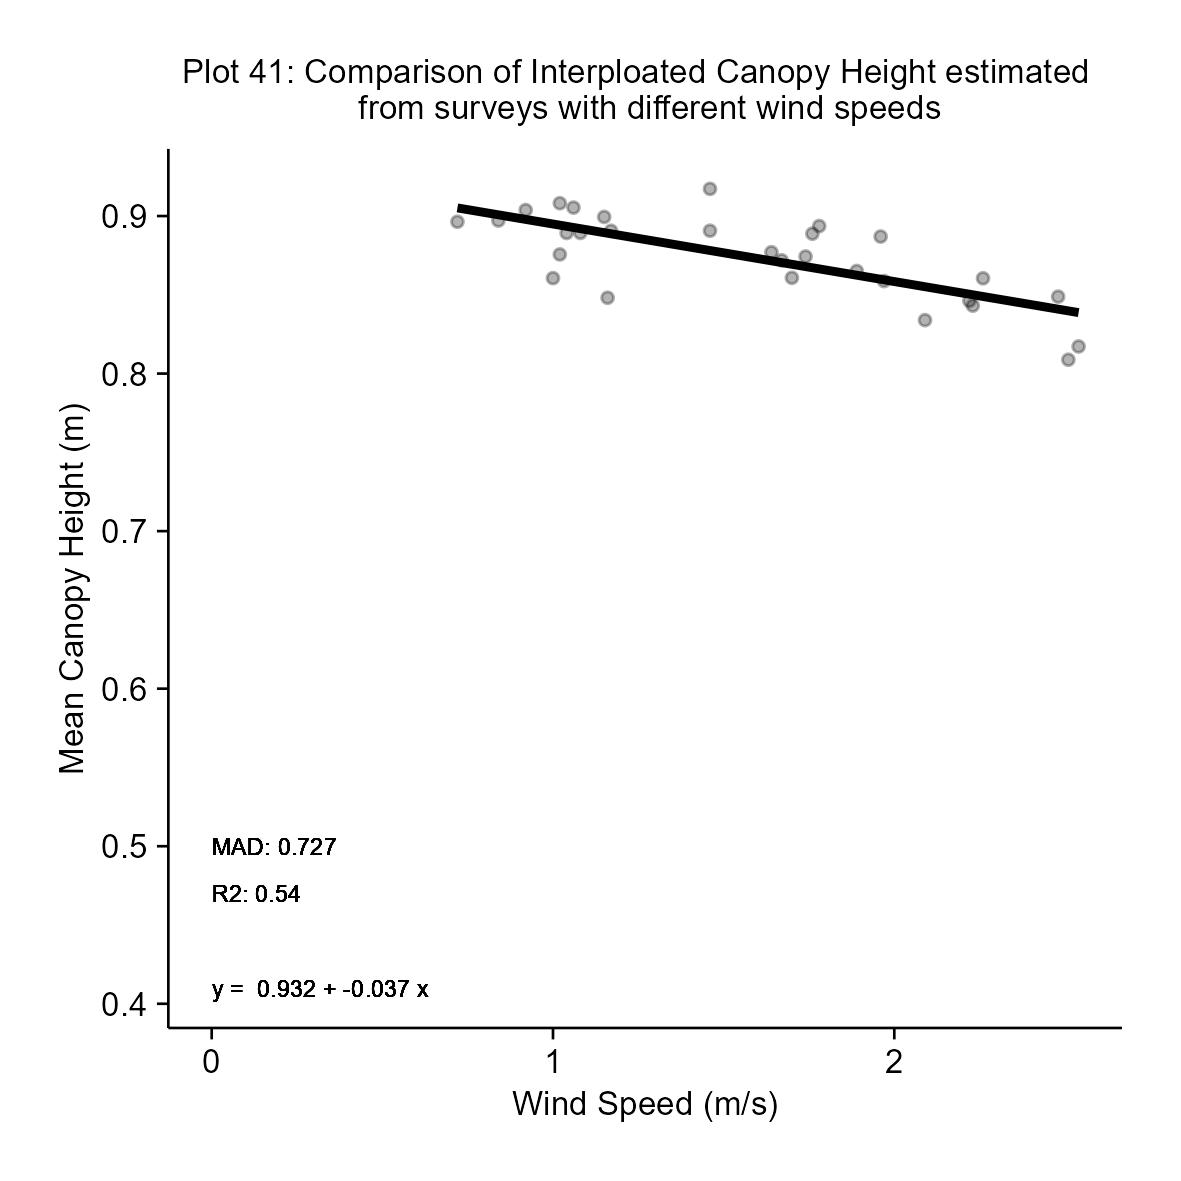 Plot 41: Comparison of Interploated Canopy Height estimated
from surveys with different wind speeds
0.9
0.8
0.7
0.6
0.5
0.4
Mean Canopy Height (m)
MAD: 0.727
R2: 0.54
y =  0.932 + -0.037 x
0
1
2
Wind Speed (m/s)